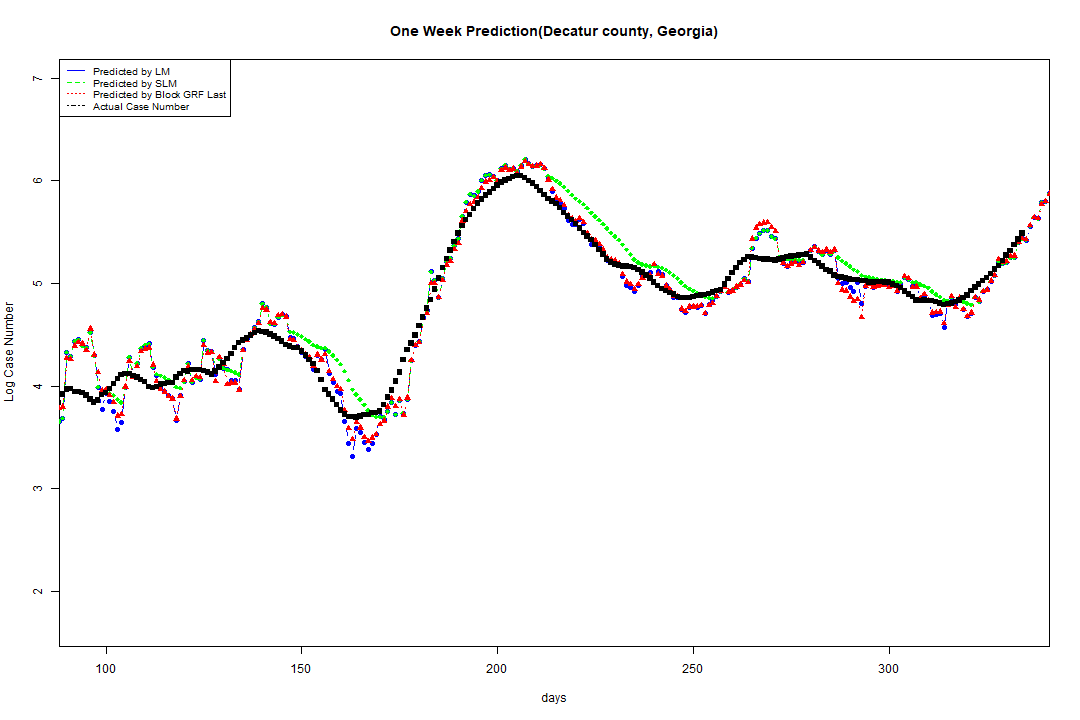 One Week Prediction(Decatur county, Georgia)
Predicted by LM
Predicted by SLM
Predicted by Block GRF Last
Actual Case Number
7
6
5
4
3
2
Log Case Number
100 150 200 250 300
days